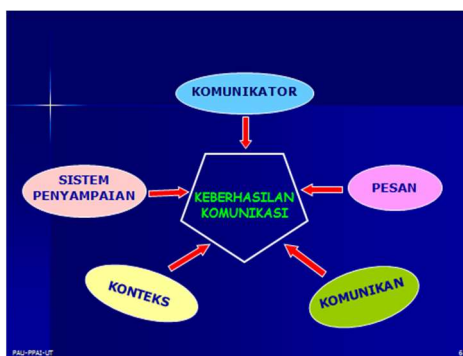 KOMUNIKATOR
SISTEM
PENYAMPAIAN
KEBERHASILAN
KOMUNIKASI
PESAN
KONTEKS
KOMUNIKAN
PAU-PPAI-UT
6